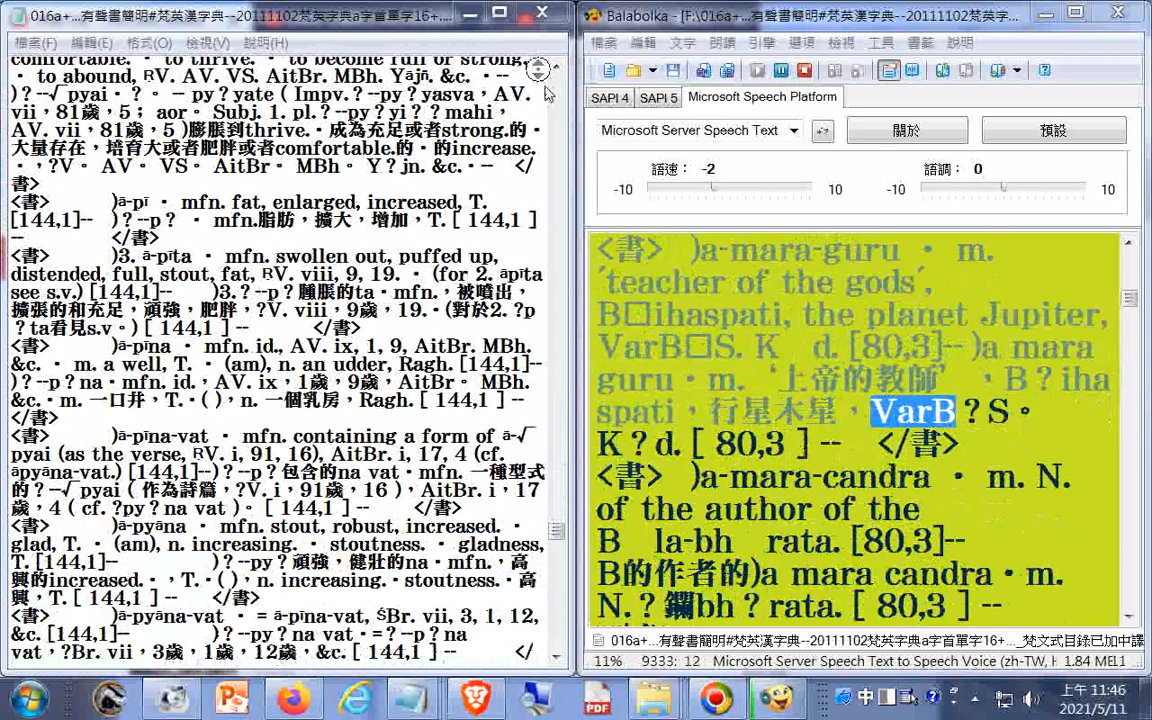 016a+...有聲書簡明#梵英漢字典--20111102梵英字典a字首單字16+...
檔案(F) 編輯(E) 格式(O) 檢視(V) 說明(H)
comfortable. · to thrive. · to become full or strong.
· to abound, RV. AV. VS. AitBr. MBh. Yājñ. &c. ·--
)? --√ pyai · ? 。 -- py ? yate ( Impv. ? --py ? yasva，AV.
vii，81歲，5； aor。 Subj. 1. pl. ? --py ? yi ? ? mahi，
AV. vii，81歲，5 )膨脹到thrive.·成為充足或者strong.的·
大量存在，培育大或者肥胖或者comfortable.的·的increase.
·，?V。 AV。 VS。 AitBr。 MBh。 Y ? jn. &c.·-- </
書>
<書> )ā-pī · mfn. fat, enlarged, increased, T.
[144,1]-- )? --p ? · mfn.脂肪，擴大，增加，T. [ 144,1 ]
-- </書>
<書> )3. ā-pīta · mfn. swollen out, puffed up,
distended, full, stout, fat, RV. viii, 9, 19. · (for 2. āpīta
see s.v.) [144,1]-- )3.? --p ? 腫脹的ta·mfn.，被噴出，
擴張的和充足，頑強，肥胖，?V. viii，9歲，19.·(對於2. ?p
? ta看見s.v。) [ 144,1 ] -- </書>
<書> )ā-pīna · mfn. id., AV. ix, 1, 9, AitBr. MBh.
&c. · m. a well, T. · (am), n. an udder, Ragh. [144,1]--
)? --p ? na·mfn. id.，AV. ix，1歲，9歲，AitBr。 MBh.
&c.·m. 一口井，T.·( )，n. 一個乳房，Ragh. [ 144,1 ] --
</書>
<書> )ā-pīna-vat · mfn. containing a form of ā-√
pyai (as the verse, RV. i, 91, 16), AitBr. i, 17, 4 (cf.
āpyāna-vat.) [144,1]--)? --p ? 包含的na vat·mfn. 一種型式
的 ? --√ pyai ( 作為詩篇，?V. i，91歲，16 )，AitBr. i，17
歲，4 ( cf. ?py ? na vat )。 [ 144,1 ] -- </書>
<書> )ā-pyāna · mfn. stout, robust, increased. ·
glad, T. · (am), n. increasing. · stoutness. · gladness,
T. [144,1]-- )? --py ? 頑強，健壯的na·mfn.，高
興的increased.·，T.·( )，n. increasing.·stoutness.·高
興，T. [ 144,1 ] -- </書>
<書> )ā-pyāna-vat · = ā-pīna-vat, ŚBr. vii, 3, 1, 12,
&c. [144,1]-- )? --py ? na vat·=? --p ? na
vat，?Br. vii，3歲，1歲，12歲，&c. [ 144,1 ] -- </
Balabolka - [F:\016a+...有聲書簡明#梵英漢字典--20111102梵英字...
檔案 編輯 文字 朗讀 引擎 選項 檢視 工具 書籤 說明
SAPI 4 SAPI 5 Microsoft Speech Platform
Microsoft Server Speech Text 關於 預設
語速： -2 語調： 0
-10 10 -10 10
<書> )a-mara-guru · m.
'teacher of the gods',
B□ihaspati, the planet Jupiter,
VarB□S. K d. [80,3]-- )a mara
guru·m.‘上帝的教師’，B ? iha
spati，行星木星，VarB ? S。
K ? d. [ 80,3 ] -- </書>
<書> )a-mara-candra · m. N.
of the author of the
B la-bh rata. [80,3]--
B的作者的)a mara candra·m.
N. ? 鑭bh ? rata. [ 80,3 ] --
016a+...有聲書簡明#梵英漢字典--20111102梵英字典a字首單字16+..._梵文式目錄已加中譯
11% 9333: 12 Microsoft Server Speech Text to Speech Voice (zh-TW, H 1.84 MB
中
上午 11:46
2021/5/11